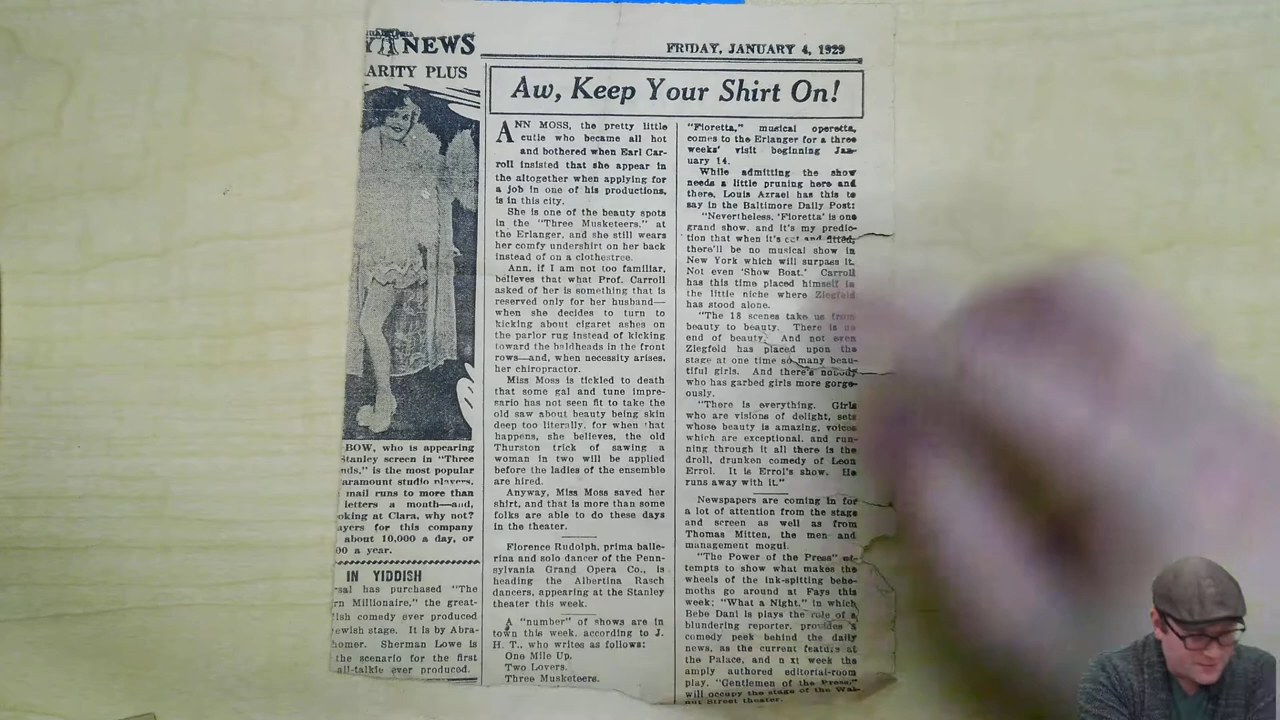 NEWS
FRIDAY, JANUARY 4, 1929
ARITY PLUS
BOW, who is appearing
Stanley screen in "Three
nds," is the most popular
aramount studio players.
mail runs to more than
letters a month—and,
oking at Clara, why not?
ayers for this company
about 10,000 a day, or
00 a year.
IN YIDDISH
sal has purchased "The
rn Millionaire," the great-
ish comedy ever produced
ewish stage. It is by Abra-
homer. Sherman Lowe is
the scenario for the first
all-talkie ever produced.
Aw, Keep Your Shirt On!
ANN MOSS, the pretty little
cutie who became all hot
and bothered when Earl Car-
roll insisted that she appear in
the altogether when applying for
a job in one of his productions,
is in this city.
She is one of the beauty spots
in the "Three Musketeers," at
the Erlanger, and she still wears
her comfy undershirt on her back
instead of on a clothestree.
Ann, if I am not too familiar,
believes that what Prof. Carroll
asked of her is something that is
reserved only for her husband—
when she decides to turn to
kicking about cigaret ashes on
the parlor rug instead of kicking
toward the baldheads in the front
rows—and, when necessity arises,
her chiropractor.
Miss Moss is tickled to death
that some gal and tune impre-
sario has not seen fit to take the
old saw about beauty being skin
deep too literally, for when that
happens, she believes, the old
Thurston trick of sawing a
woman in two will be applied
before the ladies of the ensemble
are hired.
Anyway, Miss Moss saved her
shirt, and that is more than some
folks are able to do these days
in the theater.
Florence Rudolph, prima balle-
rina and solo dancer of the Penn-
sylvania Grand Opera Co., is
heading the Albertina Rasch
dancers, appearing at the Stanley
theater this week.
A "number" of shows are in
town this week, according to J.
H. T., who writes as follows:
One Mile Up.
Two Lovers.
Three Musketeers.
"Fioretta," musical operetta,
comes to the Erlanger for a three
weeks' visit beginning Jan-
uary 14.
While admitting the show
needs a little pruning here and
there, Louis Azrael has this to
say in the Baltimore Daily Post:
"Nevertheless, 'Fioretta' is one
grand show, and it's my predic-
tion that when it's cut and fitted,
there'll be no musical show in
New York which will surpass it.
Not even 'Show Boat.' Carroll
has this time placed himself in
the little niche where Ziegfeld
has stood alone.
"The 18 scenes take us from
beauty to beauty. There is no
end of beauty. And not even
Ziegfeld has placed upon the
stage at one time so many beau-
tiful girls. And there's nobody
who has garbed girls more gorge-
ously.
"There is everything. Girls
who are visions of delight, sets
whose beauty is amazing, voices
which are exceptional, and run-
ning through it all there is the
droll, drunken comedy of Leon
Errol. It is Errol's show. He
runs away with it."
Newspapers are coming in for
a lot of attention from the stage
and screen as well as from
Thomas Mitten, the men and
management mogul.
"The Power of the Press" at-
tempts to show what makes the
wheels of the ink-spitting behe-
moths go around at Fays this
week; "What a Night," in which
Bebe Danl is plays the role of a
blundering reporter, provides a
comedy peek behind the daily
news, as the current feature at
the Palace, and n xt week the
amply authored editorial-room
play, "Gentlemen of the Press,"
will occupy the stage of the Wal-
nut Street theater.